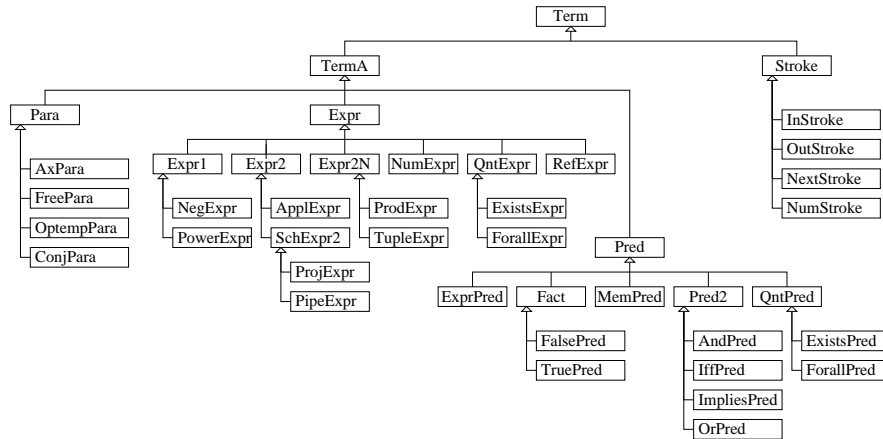 Term
TermA
Stroke
Para
Expr
InStroke
OutStroke
NextStroke
NumStroke
AxPara
FreePara
OptempPara
ConjPara
Expr1
Expr2
Expr2N
NumExpr
QntExpr
RefExpr
NegExpr
PowerExpr
ApplExpr
SchExpr2
ProdExpr
TupleExpr
ExistsExpr
ForallExpr
ProjExpr
PipeExpr
Pred
ExprPred
Fact
MemPred
Pred2
QntPred
FalsePred
TruePred
AndPred
IffPred
ImpliesPred
OrPred
ExistsPred
ForallPred